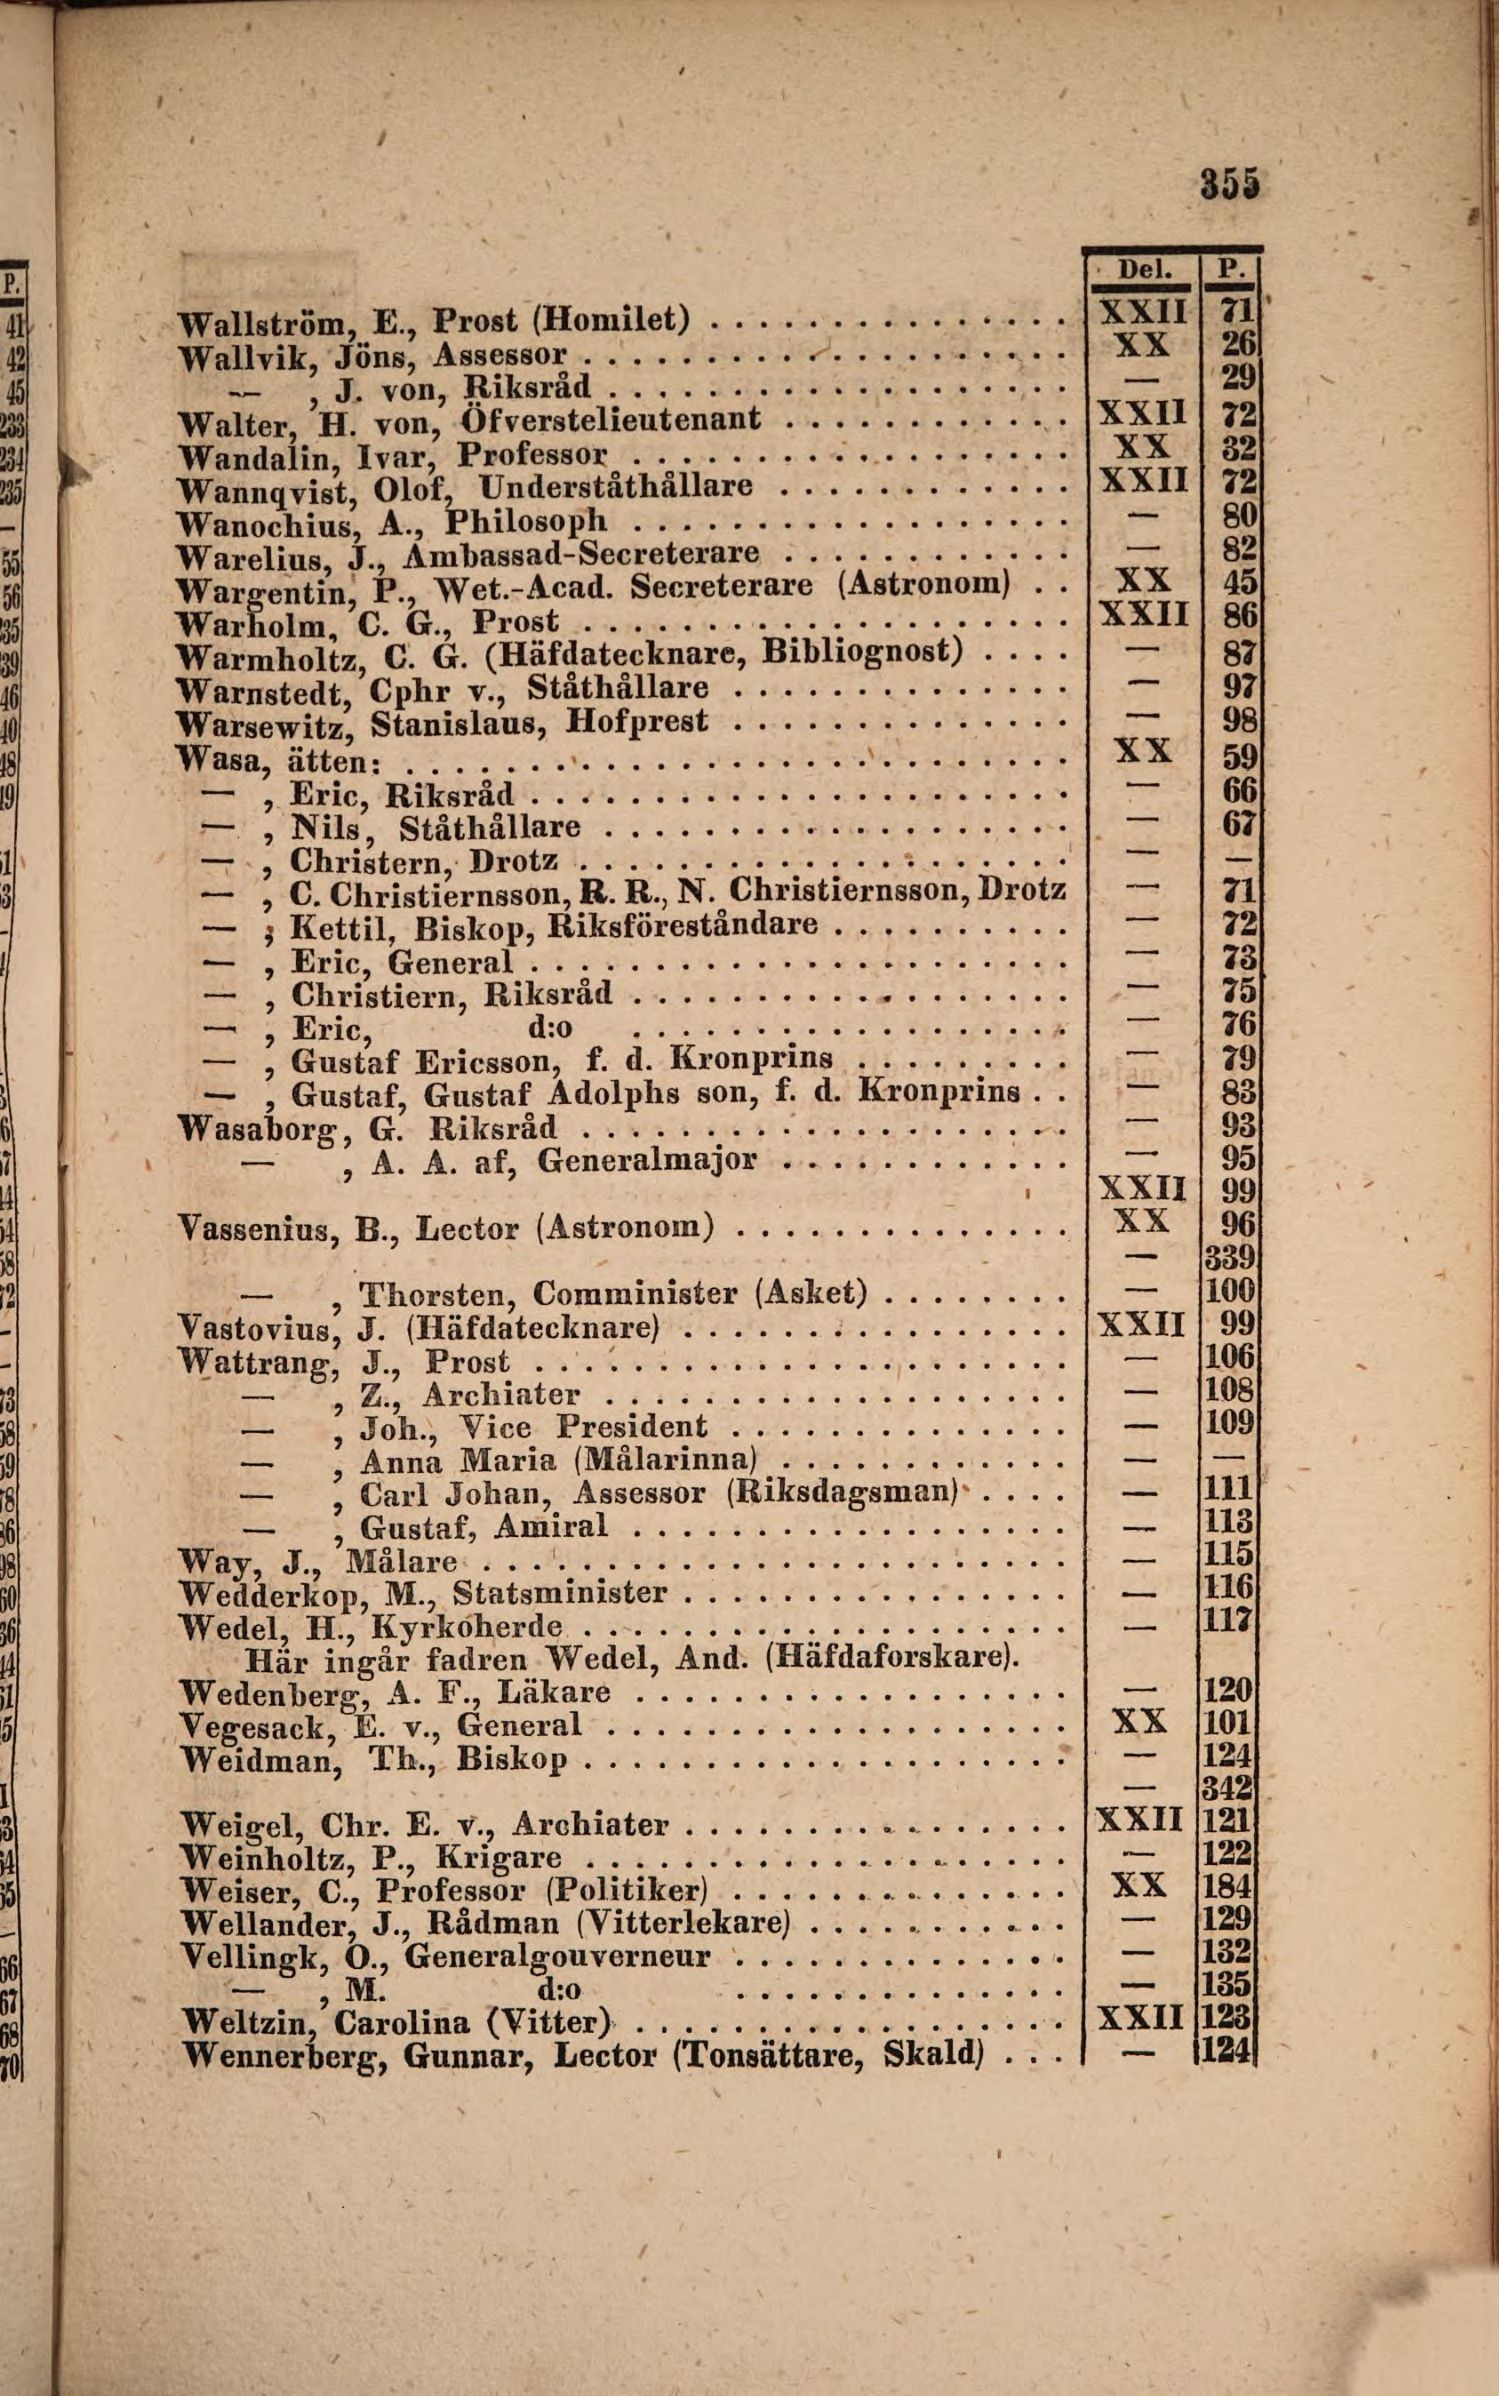 355
Del. P.
Wallström, E., Prost (Homilet) . . . . . . . . . . . . . . . XXII 71
Wallvik, Jöns, Assessor . . . . . . . . . . . . . . . . . . . . XX 26
— , J. von, Riksråd . . . . . . . . . . . . . . . . . . . — 29
Walter, H. von, Öfverstelieutenant . . . . . . . . . . . . XXII 72
Wandalin, Ivar, Professor . . . . . . . . . . . . . . . . . . XX 32
Wannqvist, Olof, Underståthållare . . . . . . . . . . . . XXII 72
Wanochius, A., Philosoph . . . . . . . . . . . . . . . . . . — 80
Warelius, J., Ambassad-Secreterare . . . . . . . . . . . . — 82
Wargentin, P., Wet.-Acad. Secreterare (Astronom) . . XX 45
Warholm, C. G., Prost . . . . . . . . . . . . . . . . . . . . XXII 86
Warmholtz, C. G. (Häfdatecknare, Bibliognost) . . . . — 87
Warnstedt, Cphr v., Ståthållare . . . . . . . . . . . . . . — 97
Warsewitz, Stanislaus, Hofprest . . . . . . . . . . . . . . — 98
Wasa, ätten: . . . . . . . . . . . . . . . . . . . . . . . . . . . XX 59
— , Eric, Riksråd . . . . . . . . . . . . . . . . . . . . . . — 66
— , Nils, Ståthållare . . . . . . . . . . . . . . . . . . . — 67
— , Christern, Drotz . . . . . . . . . . . . . . . . . . . . — —
— , C. Christiernsson, R. R., N. Christiernsson, Drotz — 71
— ; Kettil, Biskop, Riksföreståndare . . . . . . . . . . — 72
— , Eric, General . . . . . . . . . . . . . . . . . . . . . . — 73
— , Christiern, Riksråd . . . . . . . . . . . . . . . . . . — 75
— , Eric, d:o . . . . . . . . . . . . . . . . . . — 76
— , Gustaf Ericsson, f. d. Kronprins . . . . . . . . . — 79
— , Gustaf, Gustaf Adolphs son, f. d. Kronprins . . — 83
Wasaborg, G. Riksråd . . . . . . . . . . . . . . . . . . . . — 93
— , A. A. af, Generalmajor . . . . . . . . . . . . — 95
XXII 99
Vassenius, B., Lector (Astronom) . . . . . . . . . . . . . . XX 96
— 339
— , Thorsten, Comminister (Asket) . . . . . . . . — 100
Vastovius, J. (Häfdatecknare) . . . . . . . . . . . . . . . . XXII 99
Wattrang, J., Prost . . . . . . . . . . . . . . . . . . . . . . — 106
— , Z., Archiater . . . . . . . . . . . . . . . . . . . — 108
— , Joh., Vice President . . . . . . . . . . . . . . — 109
— , Anna Maria (Målarinna) . . . . . . . . . . . . — —
— , Carl Johan, Assessor (Riksdagsman) . . . . — 111
— , Gustaf, Amiral . . . . . . . . . . . . . . . . . . — 113
Way, J., Målare . . . . . . . . . . . . . . . . . . . . . . . . — 115
Wedderkop, M., Statsminister . . . . . . . . . . . . . . . . — 116
Wedel, H., Kyrkoherde . . . . . . . . . . . . . . . . . . . . — 117
Här ingår fadren Wedel, And. (Häfdaforskare).
Wedenberg, A. F., Läkare . . . . . . . . . . . . . . . . . . — 120
Vegesack, E. v., General . . . . . . . . . . . . . . . . . . . XX 101
Weidman, Th., Biskop . . . . . . . . . . . . . . . . . . . . — 124
— 342
Weigel, Chr. E. v., Archiater . . . . . . . . . . . . . . . . XXII 121
Weinholtz, P., Krigare . . . . . . . . . . . . . . . . . . . . — 122
Weiser, C., Professor (Politiker) . . . . . . . . . . . . . . XX 184
Wellander, J., Rådman (Vitterlekare) . . . . . . . . . . . — 129
Vellingk, O., Generalgouverneur . . . . . . . . . . . . . . — 132
— , M. d:o . . . . . . . . . . . . . . — 135
Weltzin, Carolina (Vitter) . . . . . . . . . . . . . . . . . . XXII 123
Wennerberg, Gunnar, Lector (Tonsättare, Skald) . . . — 124